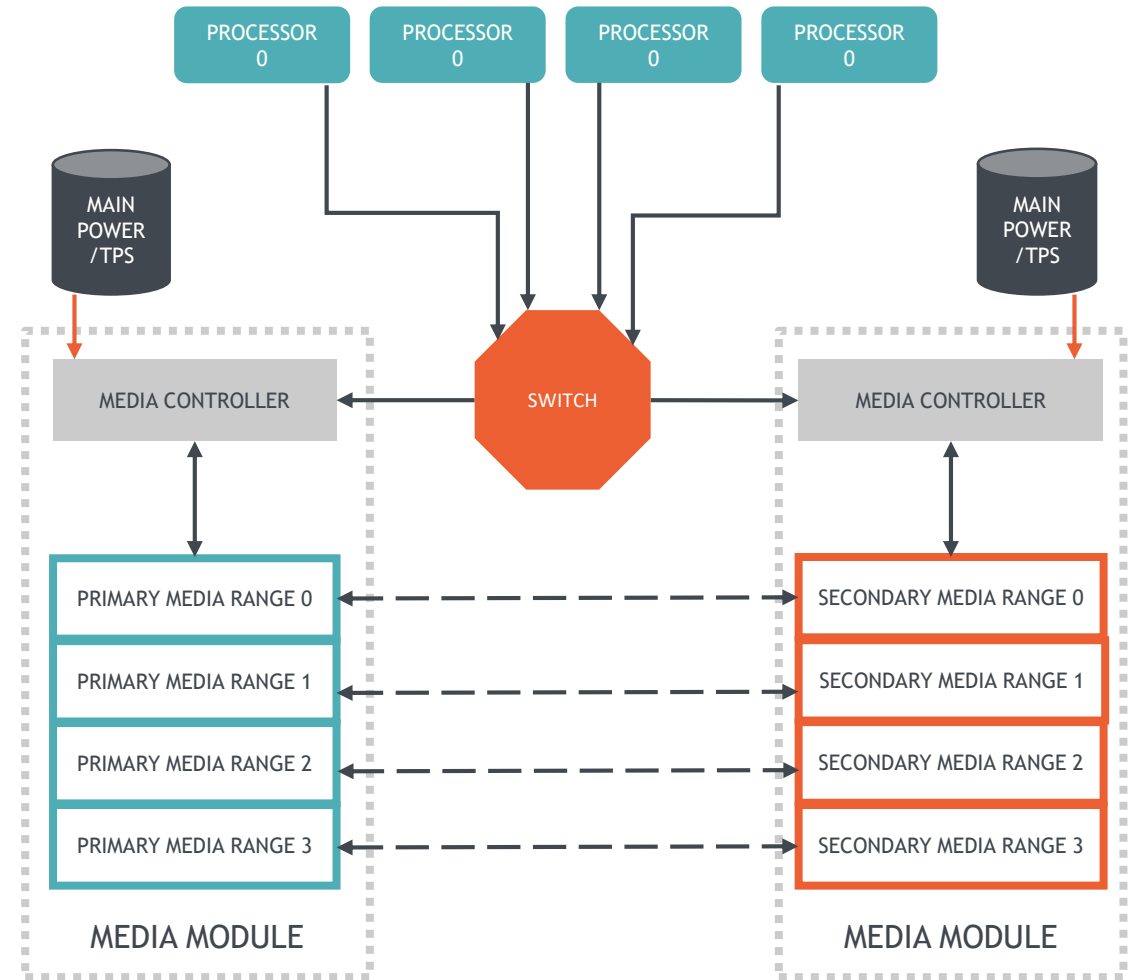 PROCESSOR
0
PROCESSOR
0
PROCESSOR
0
PROCESSOR
0
MAIN
POWER
/TPS
MAIN
POWER
/TPS
MEDIA CONTROLLER
SWITCH
MEDIA CONTROLLER
PRIMARY MEDIA RANGE 0
SECONDARY MEDIA RANGE 0
PRIMARY MEDIA RANGE 1
SECONDARY MEDIA RANGE 1
PRIMARY MEDIA RANGE 2
SECONDARY MEDIA RANGE 2
PRIMARY MEDIA RANGE 3
SECONDARY MEDIA RANGE 3
MEDIA MODULE
MEDIA MODULE